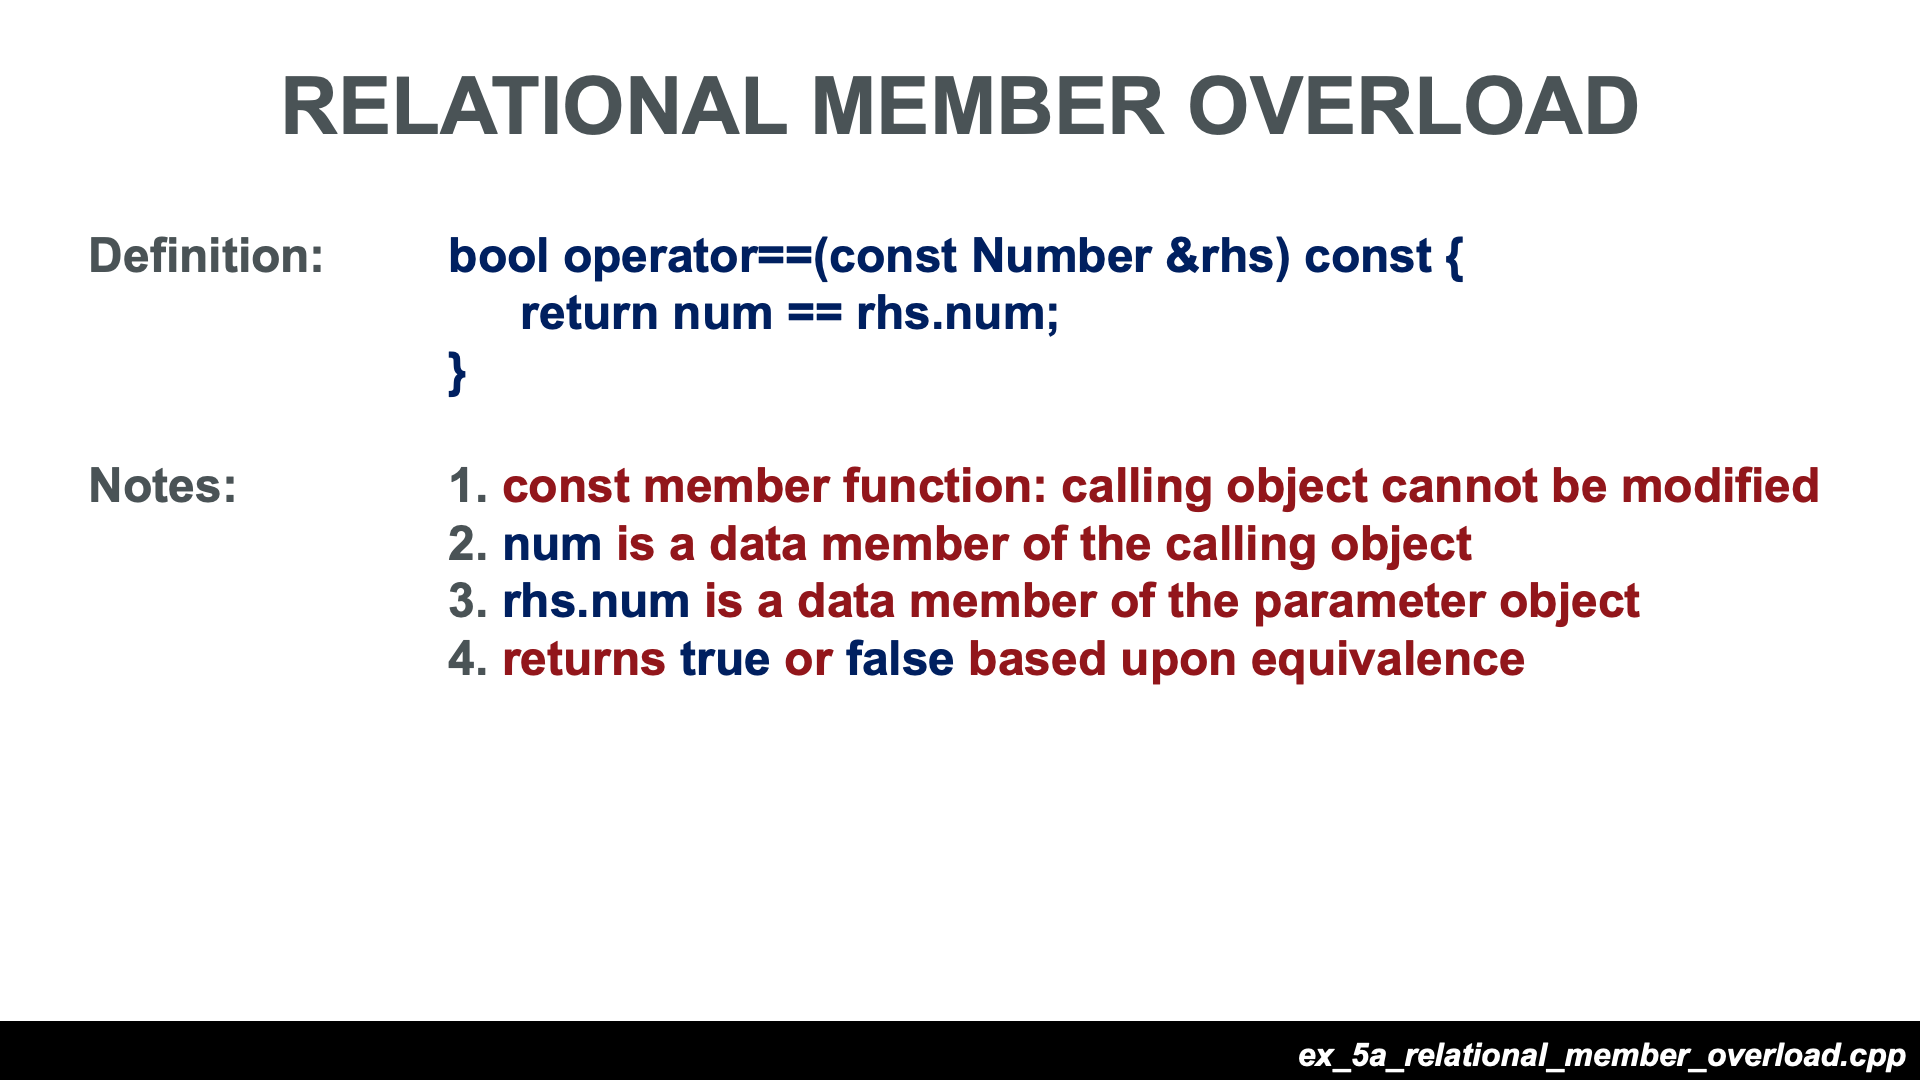 RELATIONAL MEMBER OVERLOAD
Definition: bool operator==(const Number &rhs) const {
return num == rhs.num;
}
Notes: 1. const member function: calling object cannot be modified
2. num is a data member of the calling object
3. rhs.num is a data member of the parameter object
4. returns true or false based upon equivalence
ex_5a_relational_member_overload.cpp